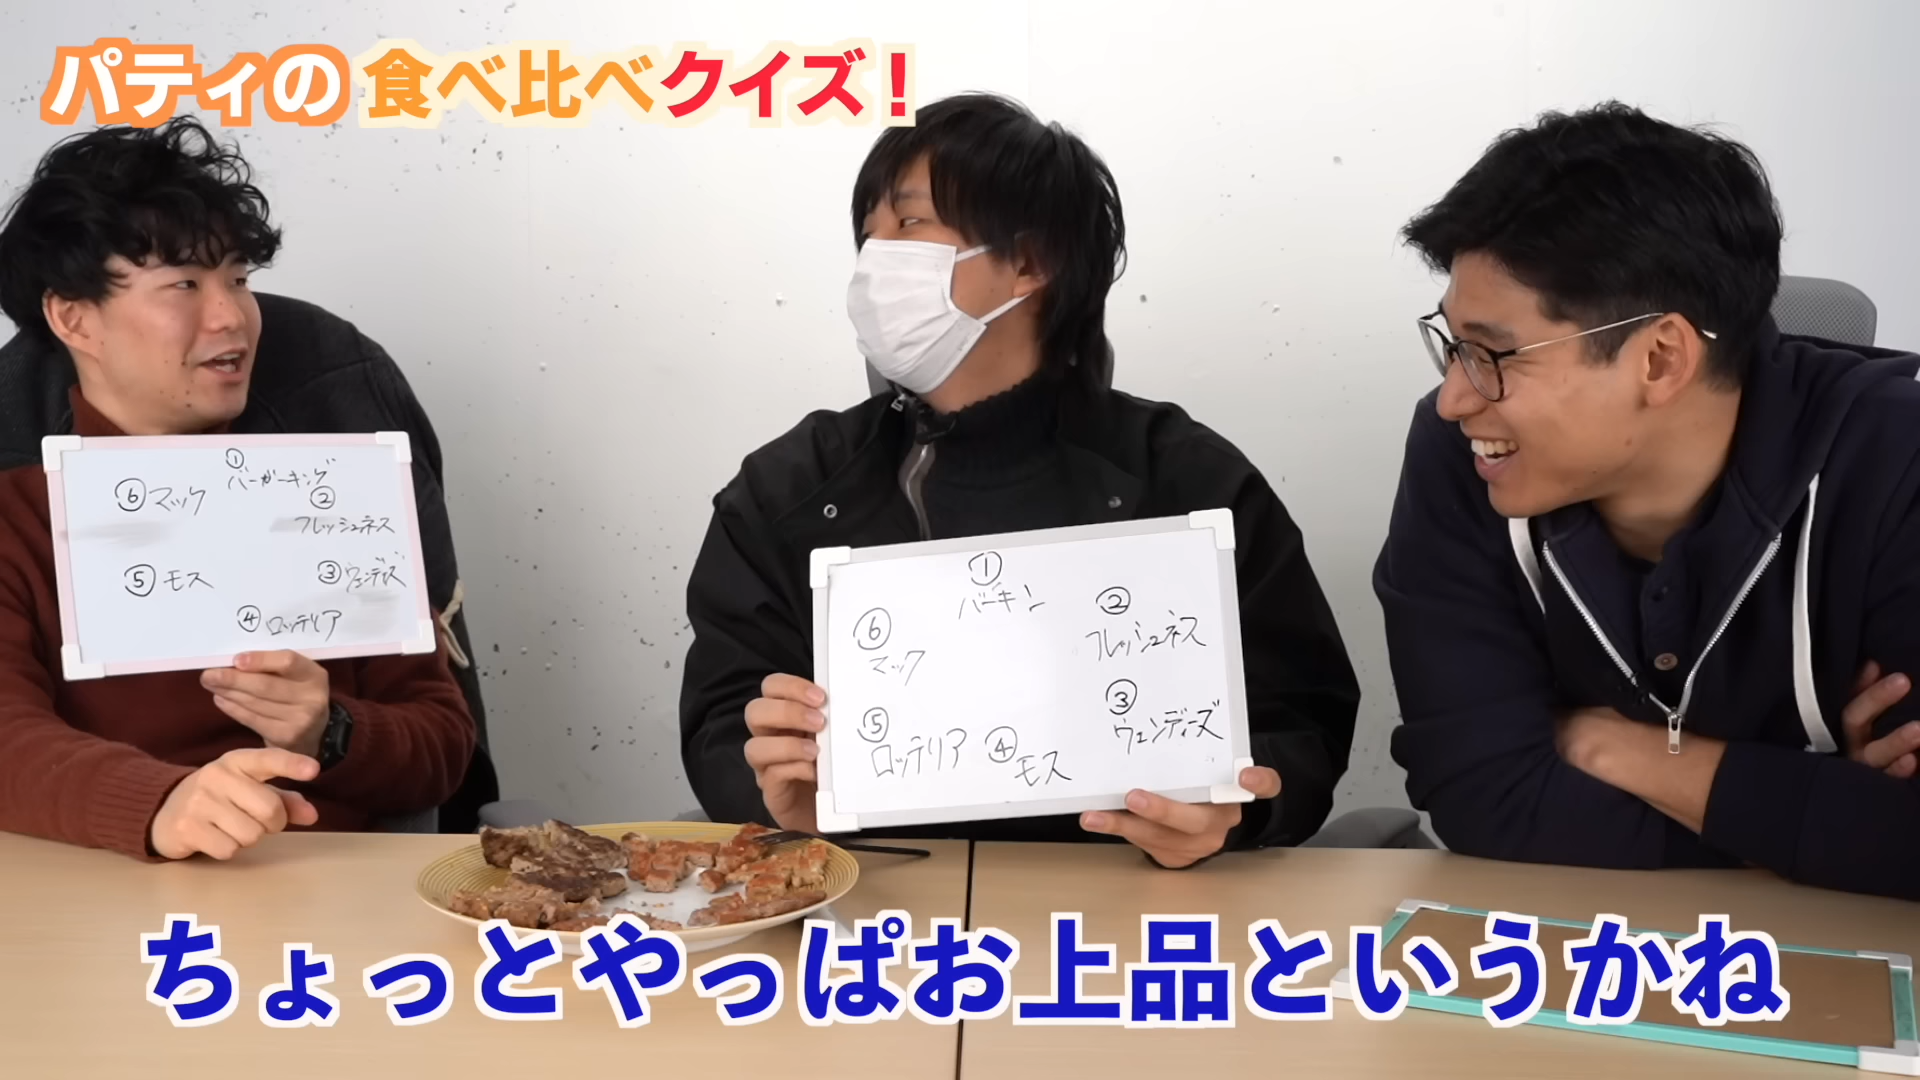 パティの食べ比べクイズ!
①
バーガーキング
⑥マック
②
フレッシュネス
⑤モス
③ウェンディズ
④ロッテリア
①
バーキン
⑥
マック
②
フレッシュネス
③
ウェンディーズ
⑤
ロッテリア
④
モス
ちょっとやっぱお上品というかね